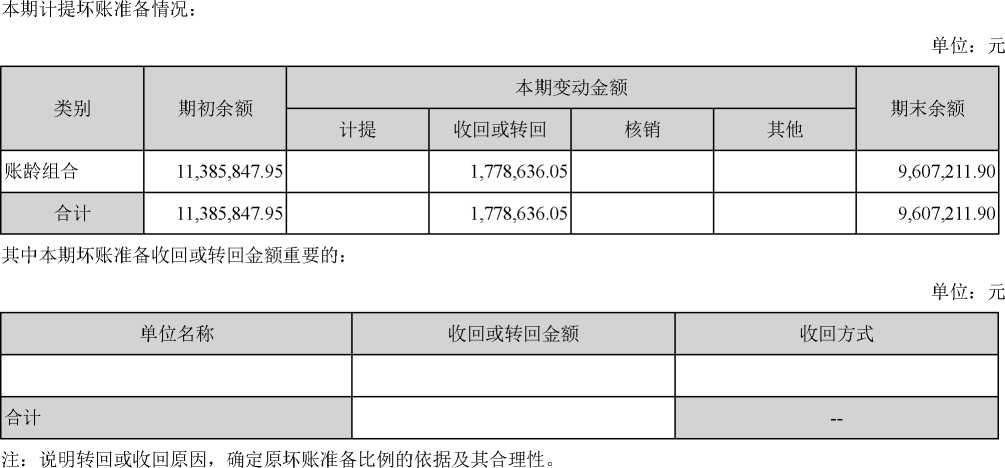 本期计提坏账准备情况：
单位：元
类别 期初余额 本期变动金额 期末余额
计提 收回或转回 核销 其他
账龄组合 11,385,847.95 1,778,636.05 9,607,211.90
合计 11,385,847.95 1,778,636.05 9,607,211.90
其中本期坏账准备收回或转回金额重要的：
单位：元
单位名称 收回或转回金额 收回方式
合计 --
注：说明转回或收回原因，确定原坏账准备比例的依据及其合理性。